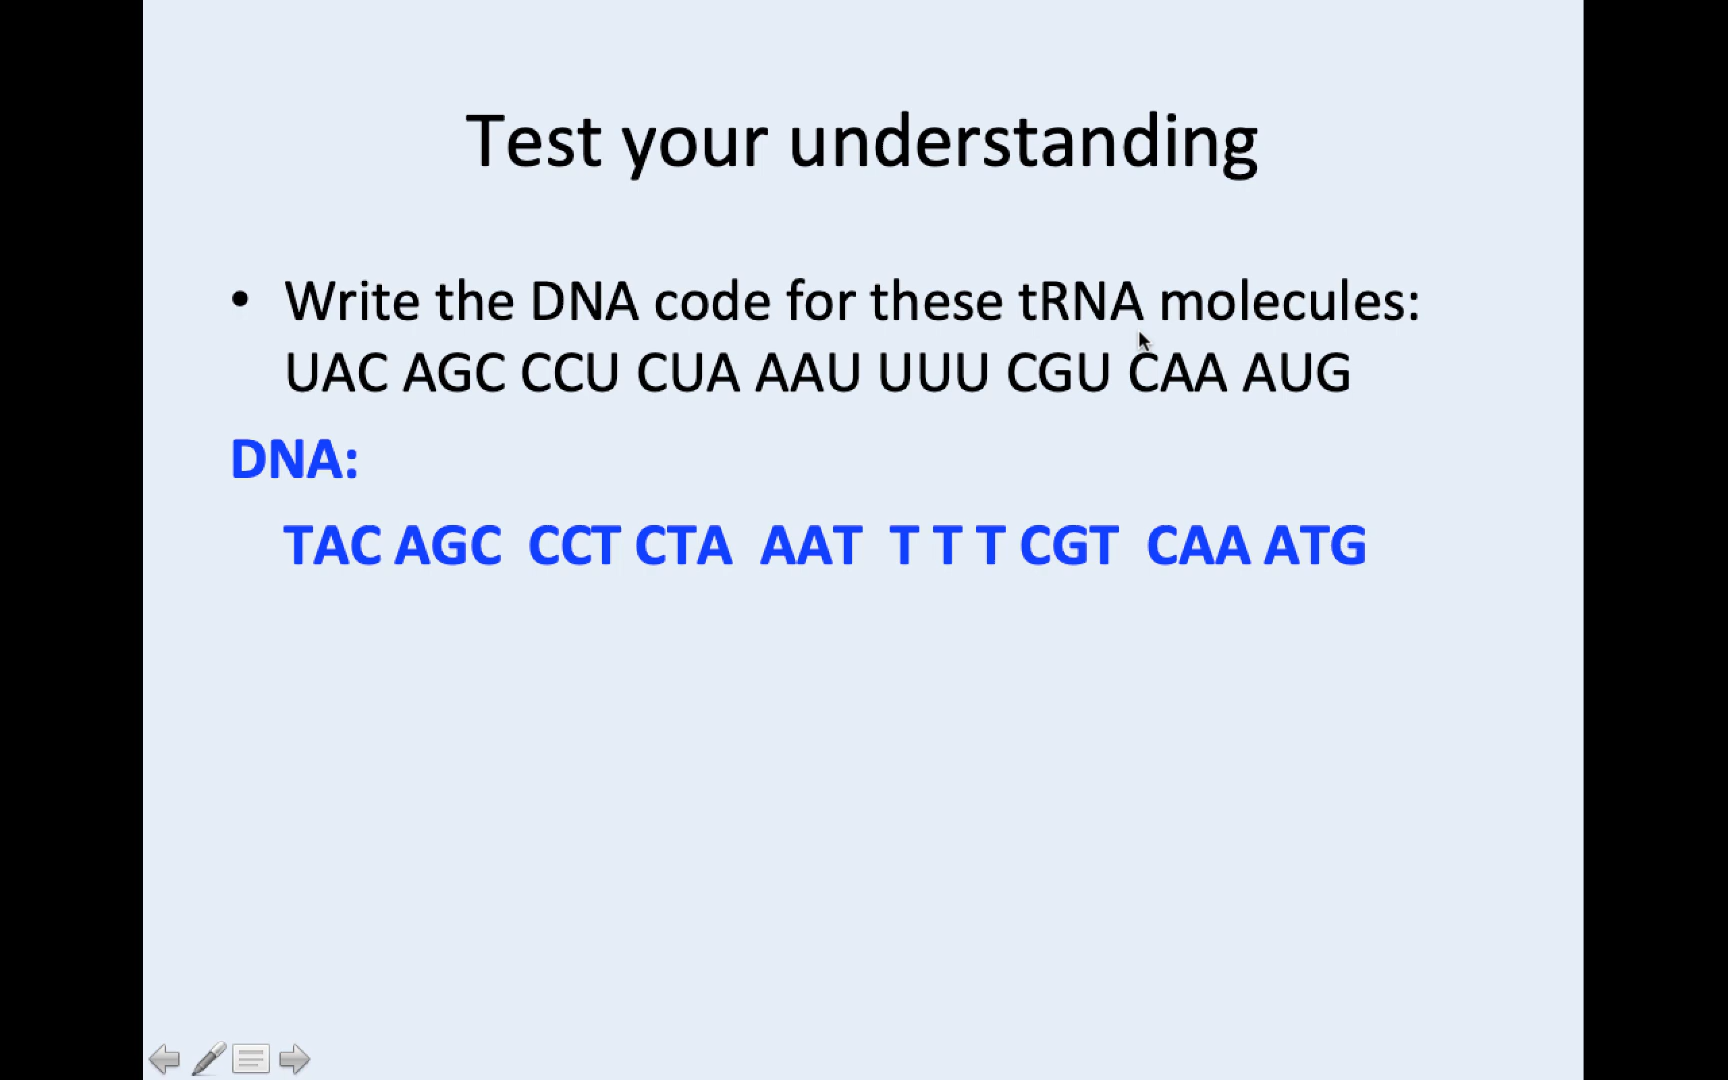 Test your understanding
• Write the DNA code for these tRNA molecules:
UAC AGC CCU CUA AAU UUU CGU CAA AUG
DNA:
TAC AGC CCT CTA AAT T T T CGT CAA ATG